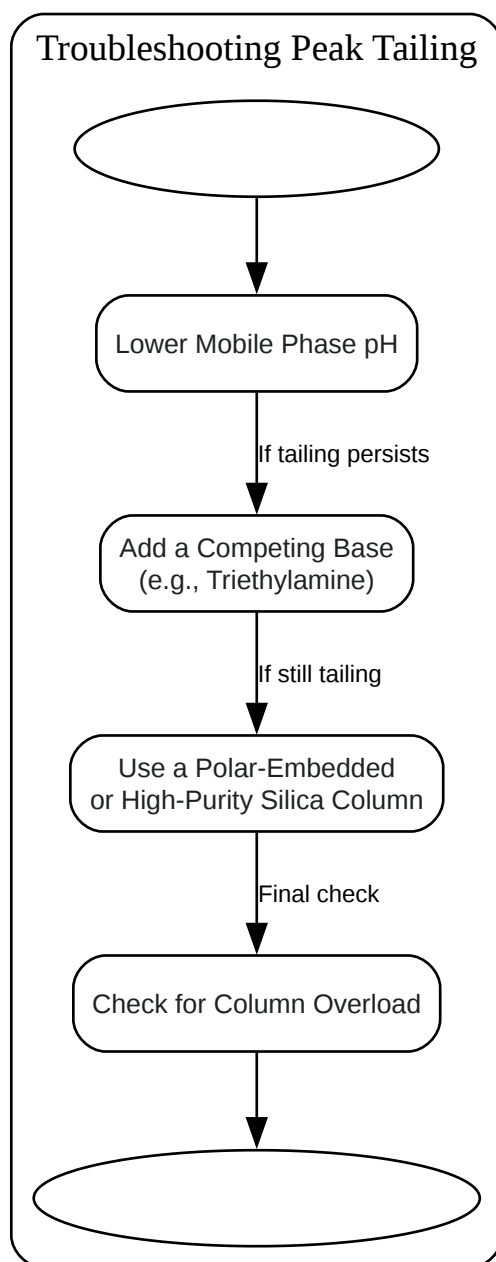 Troubleshooting Peak Tailing
Lower Mobile Phase pH
If tailing persists
Add a Competing Base
(e.g., Triethylamine)
If still tailing
Use a Polar-Embedded
or High-Purity Silica Column
Final check
Check for Column Overload